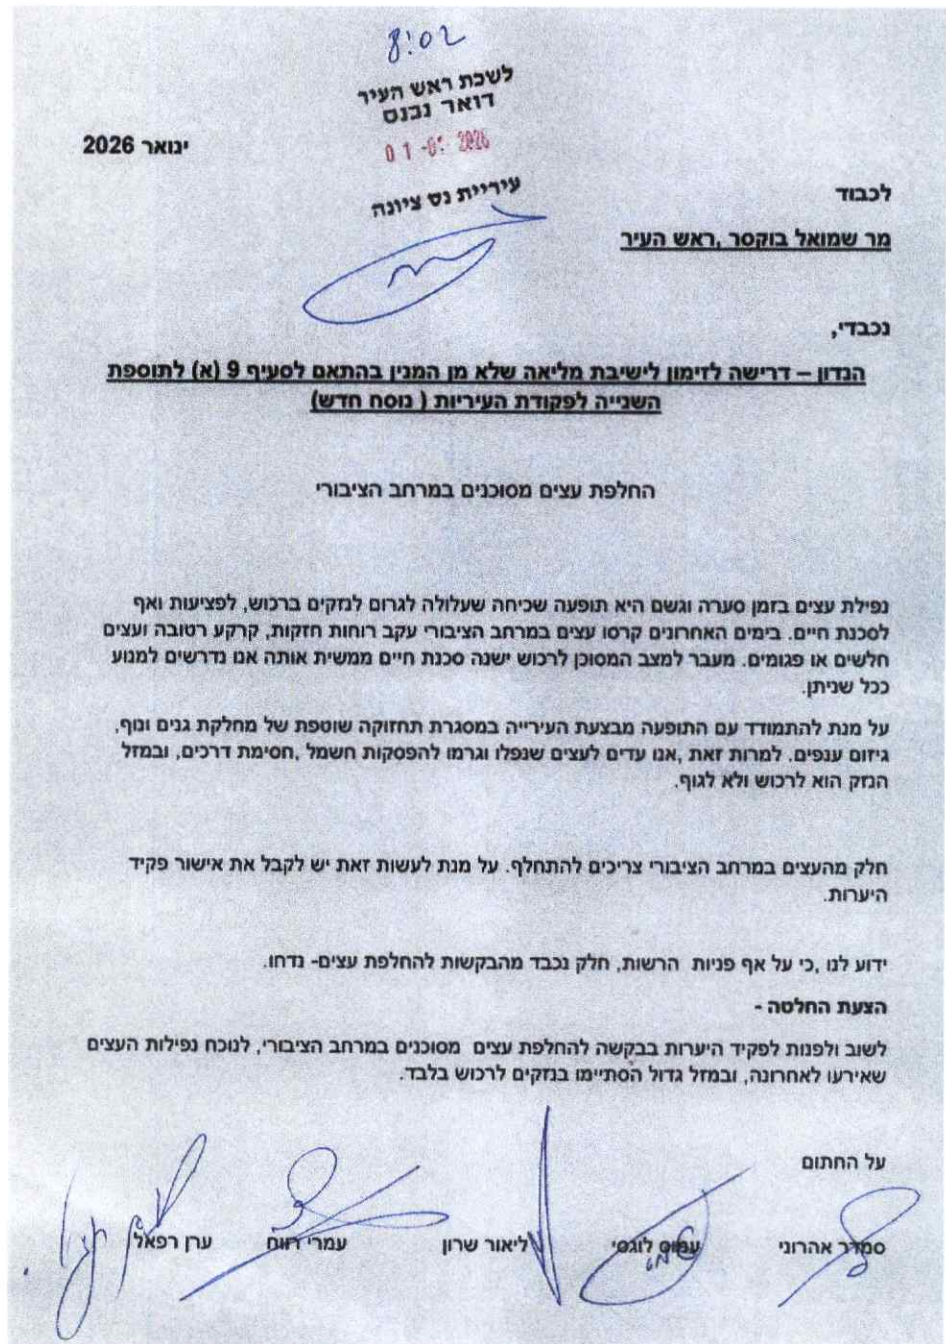 8:02
לשכת ראש העיר
דואר נכנס
01-01-2026
עיריית נס ציונה
ינואר 2026
לכבוד
מר שמואל בוקסר ,ראש העיר
נכבדי,
הנדון – דרישה לזימון לישיבת מליאה שלא מן המנין בהתאם לסעיף 9 (א) לתוספת
השנייה לפקודת העיריות ( נוסח חדש)
החלפת עצים מסוכנים במרחב הציבורי
נפילת עצים בזמן סערה וגשם היא תופעה שכיחה שעלולה לגרום לנזקים ברכוש, לפציעות ואף
לסכנת חיים. בימים האחרונים קרסו עצים במרחב הציבורי עקב רוחות חזקות, קרקע רטובה ועצים
חלשים או פגומים. מעבר למצב המסוכן לרכוש ישנה סכנת חיים ממשית אותה אנו נדרשים למנוע
ככל שניתן.
על מנת להתמודד עם התופעה מבצעת העירייה במסגרת תחזוקה שוטפת של מחלקת גנים ונוף,
גיזום ענפים. למרות זאת ,אנו עדים לעצים שנפלו וגרמו להפסקות חשמל ,חסימת דרכים, ובמזל
הנזק הוא לרכוש ולא לגוף.
חלק מהעצים במרחב הציבורי צריכים להתחלף. על מנת לעשות זאת יש לקבל את אישור פקיד
היערות.
ידוע לנו ,כי על אף פניות הרשות, חלק נכבד מהבקשות להחלפת עצים- נדחו.
הצעת החלטה -
לשוב ולפנות לפקיד היערות בבקשה להחלפת עצים מסוכנים במרחב הציבורי, לנוכח נפילות העצים
שאירעו לאחרונה, ובמזל גדול הסתיימו בנזקים לרכוש בלבד.
על החתום
סמדר אהרוני עמוס לוגסי ליאור שרון עמרי רווח ערן רפאל